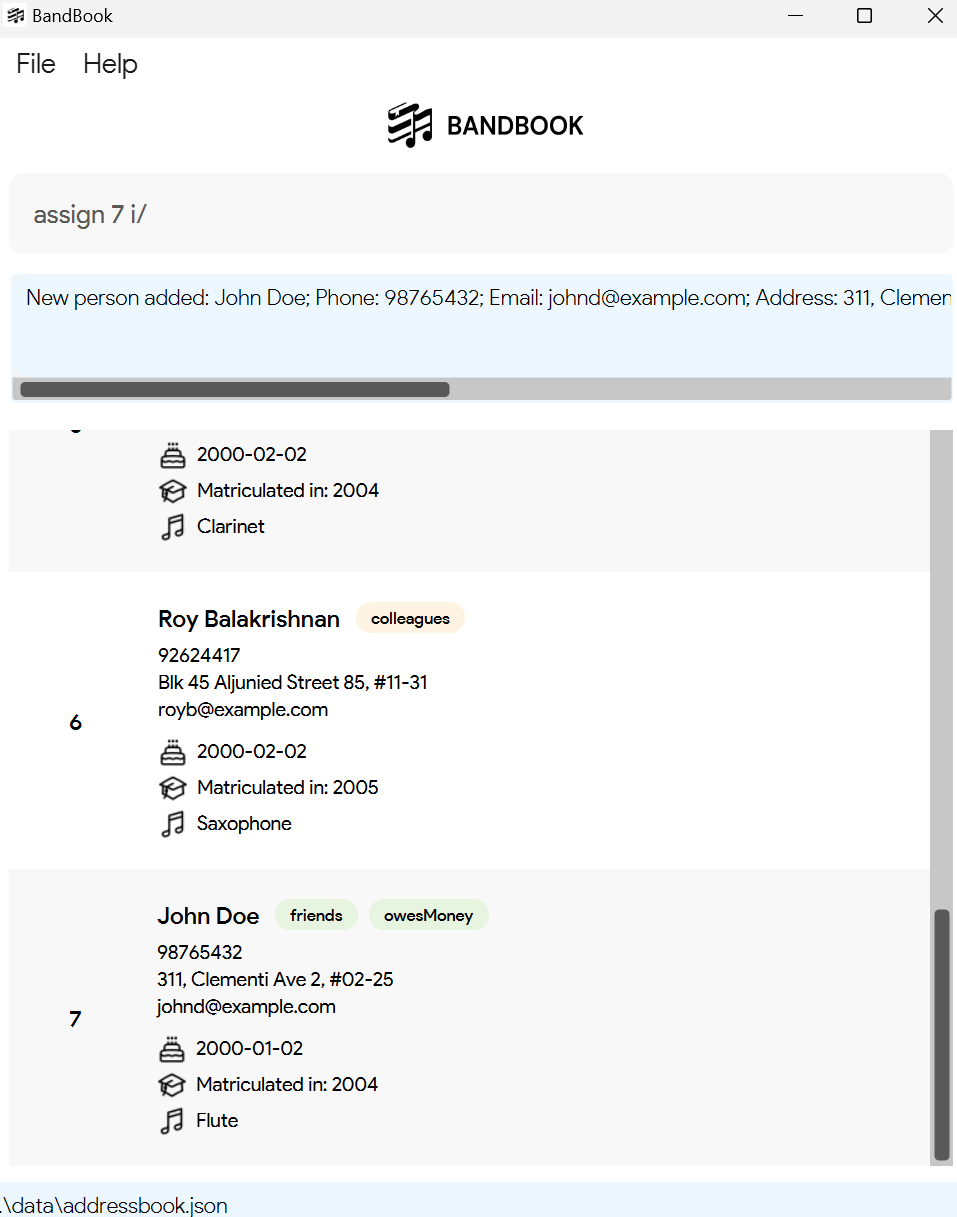 BandBook
File Help
BANDBOOK
assign 7 i/
New person added: John Doe; Phone: 98765432; Email: johnd@example.com; Address: 311, Clemen
2000-02-02
Matriculated in: 2004
Clarinet
Roy Balakrishnan colleagues
92624417
Blk 45 Aljunied Street 85, #11-31
royb@example.com
6
2000-02-02
Matriculated in: 2005
Saxophone
John Doe friends owesMoney
98765432
311, Clementi Ave 2, #02-25
johnd@example.com
7
2000-01-02
Matriculated in: 2004
Flute
.\data\addressbook.json